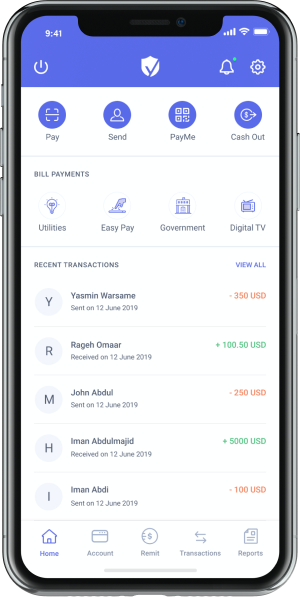 9:41
Pay Send PayMe Cash Out
BILL PAYMENTS
Utilities Easy Pay Government Digital TV
RECENT TRANSACTIONS VIEW ALL
Y Yasmin Warsame - 350 USD
Sent on 12 June 2019
R Rageh Omaar + 100.50 USD
Received on 12 June 2019
M John Abdul - 250 USD
Sent on 12 June 2019
H Iman Abdulmajid + 5000 USD
Received on 12 June 2019
I Iman Abdi - 100 USD
Sent on 12 June 2019
Home Account Remit Transactions Reports